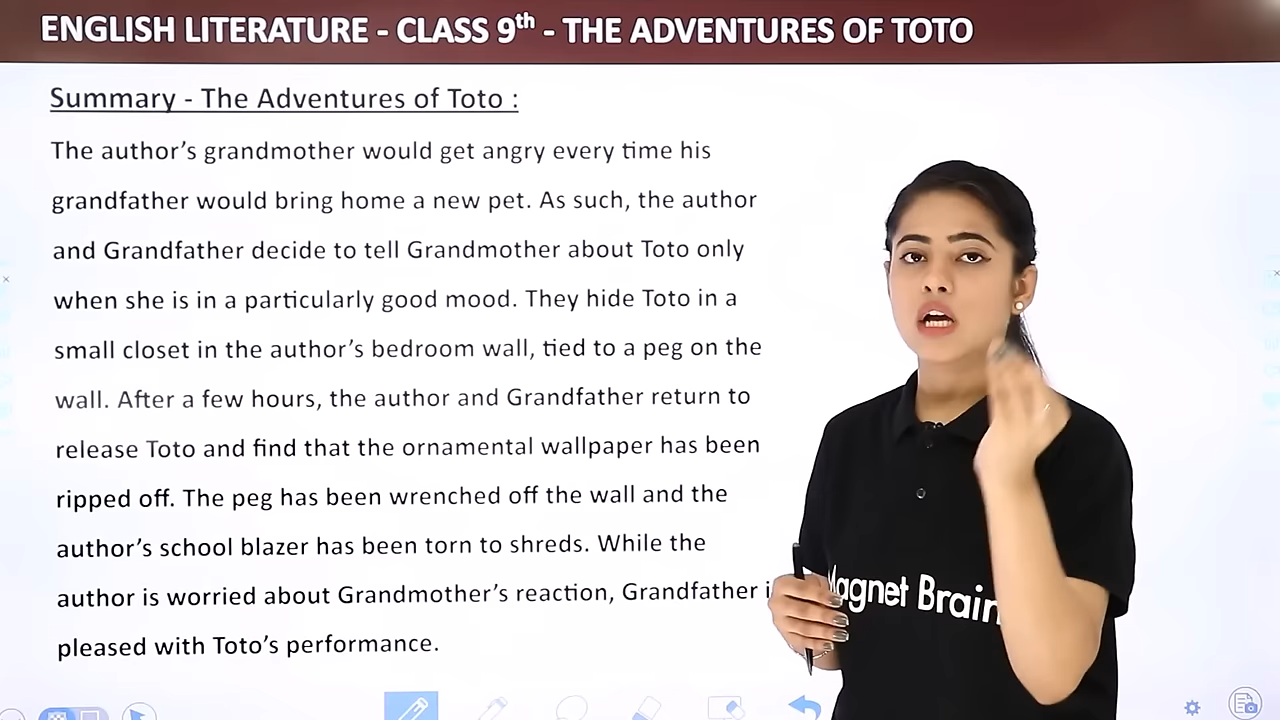 ENGLISH LITERATURE - CLASS 9th - THE ADVENTURES OF TOTO
Summary - The Adventures of Toto :
The author's grandmother would get angry every time his
grandfather would bring home a new pet. As such, the author
and Grandfather decide to tell Grandmother about Toto only
when she is in a particularly good mood. They hide Toto in a
small closet in the author's bedroom wall, tied to a peg on the
wall. After a few hours, the author and Grandfather return to
release Toto and find that the ornamental wallpaper has been
ripped off. The peg has been wrenched off the wall and the
author's school blazer has been torn to shreds. While the
author is worried about Grandmother's reaction, Grandfather i
pleased with Toto's performance.
Magnet Brain